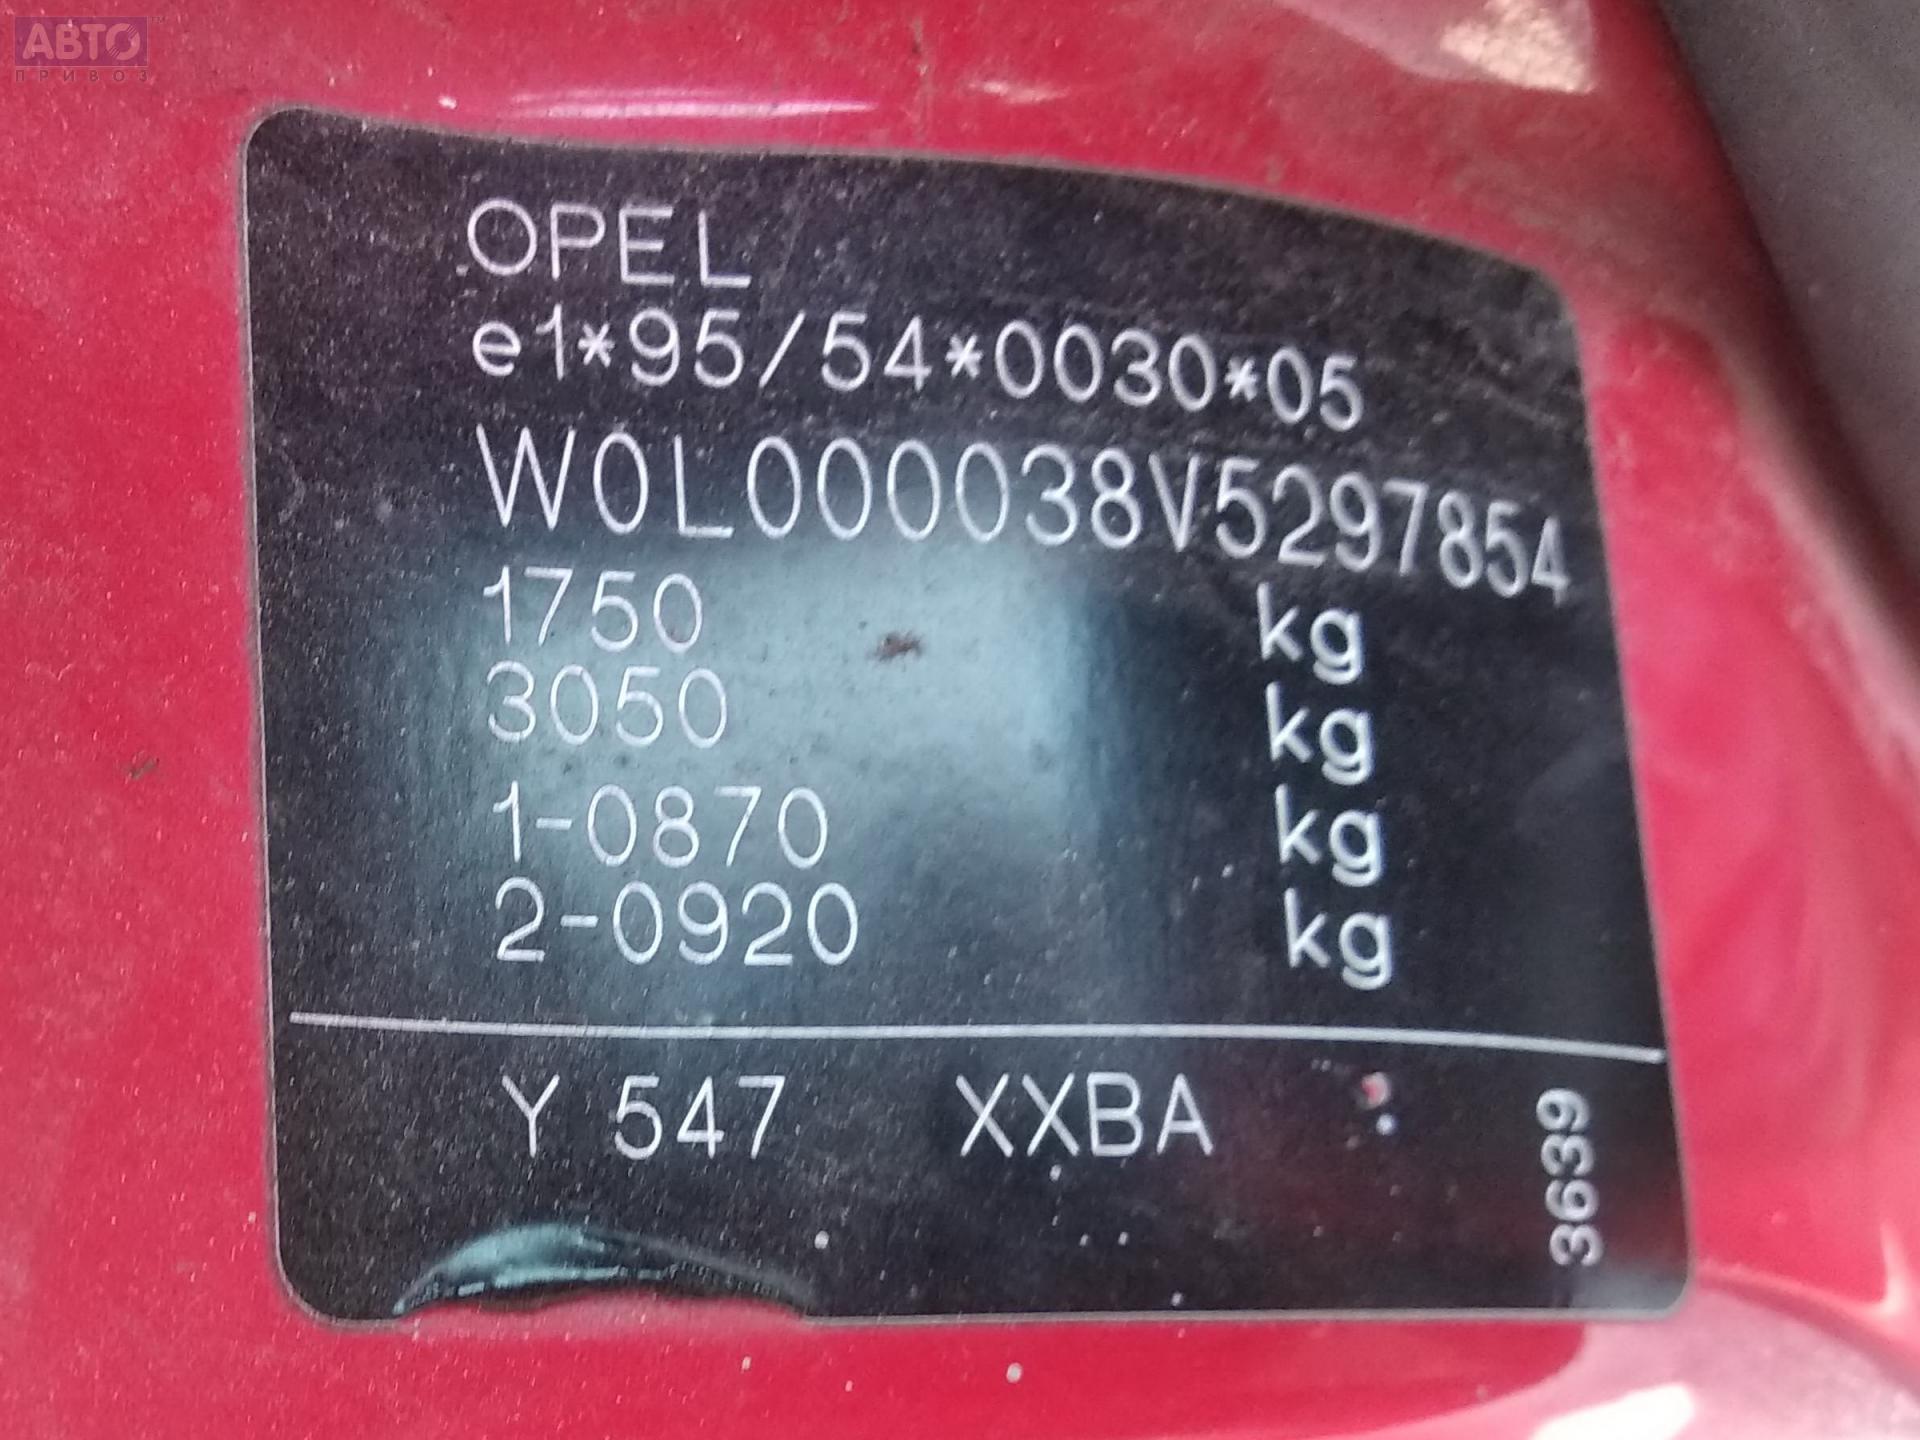 АВТО
ПРИВОЗ
OPEL
e1*95/54*0030*05
W0L000038V5297854
1750 kg
3050 kg
1-0870 kg
2-0920 kg
Y 547 XXBA
3639